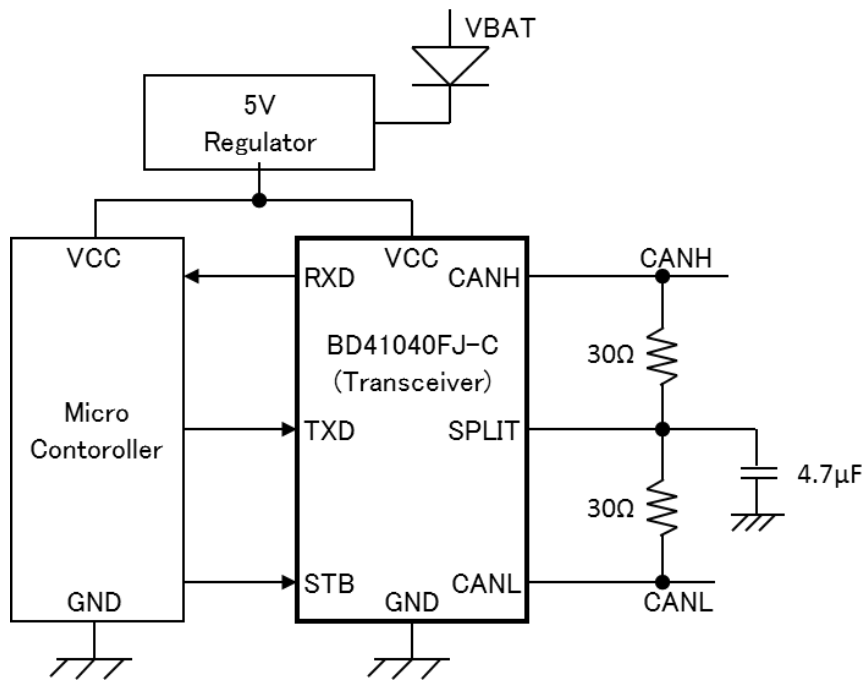 VBAT
5V
Regulator
VCC
VCC
RXD
CANH
CANH
BD41040FJ-C
(Transceiver)
30Ω
Micro
Contoroller
TXD
SPLIT
4.7μF
30Ω
STB
CANL
CANL
GND
GND